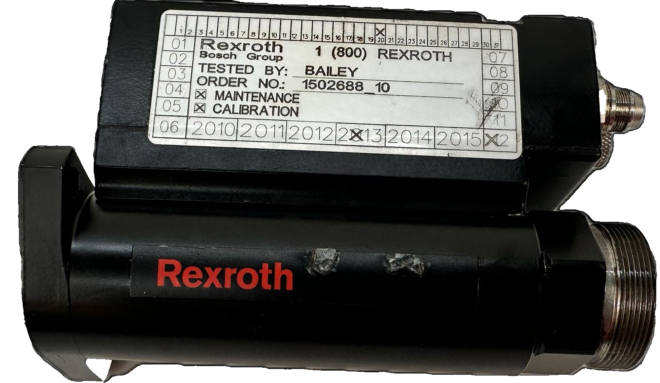 1 2 3 4 5 6 7 8 9 10 11 12 13 14 15 16 17 18 19 20 21 22 23 24 25 26 27 28 29 30 31
01 Rexroth 1 (800) REXROTH 07
02 Bosch Group 08
03 TESTED BY: BAILEY
04 ORDER NO.: 1502688 10 09
MAINTENANCE 10
05 CALIBRATION 11
06 2010 2011 2012 2013 2014 2015 12
Rexroth